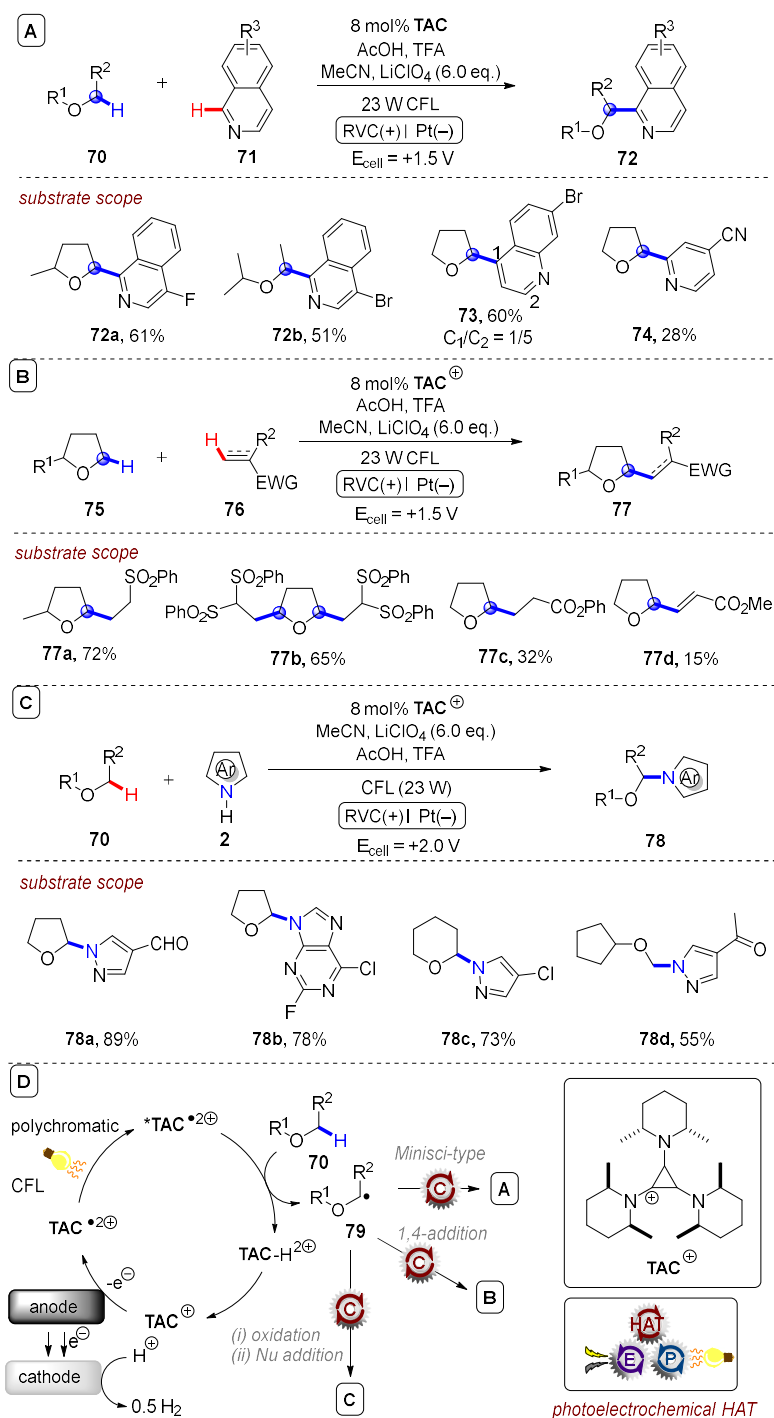 A
8 mol% TAC
AcOH, TFA
MeCN, LiClO4 (6.0 eq.)
23 W CFL
RVC(+) I Pt(–)
Ecell = +1.5 V
R1 O R2 H
70
+
H N R3
71
R2 R1 O N R3
72
substrate scope
O N F
72a, 61%
O N Br
72b, 51%
O 1 N 2 Br
73, 60%
C1/C2 = 1/5
O N CN
74, 28%
B
8 mol% TAC⊕
AcOH, TFA
MeCN, LiClO4 (6.0 eq.)
23 W CFL
RVC(+) I Pt(–)
Ecell = +1.5 V
R1 O H
75
+
H R2 EWG
76
R1 O R2 EWG
77
substrate scope
O SO2Ph
77a, 72%
SO2Ph PhO2S O SO2Ph SO2Ph
77b, 65%
O CO2Ph
77c, 32%
O CO2Me
77d, 15%
C
8 mol% TAC⊕
MeCN, LiClO4 (6.0 eq.)
AcOH, TFA
CFL (23 W)
RVC(+) I Pt(–)
Ecell = +2.0 V
R1 O R2 H
70
+
Ar N H
2
R2 R1 O N Ar
78
substrate scope
O N N CHO
78a, 89%
O N N N N Cl F
78b, 78%
O N N Cl
78c, 73%
O N N O
78d, 55%
D
polychromatic
CFL
*TAC•2⊕
R1 O R2 H
70
R1 O R2 •
79
Minisci-type
C
A
1,4-addition
C
B
TAC•2⊕
TAC-H2⊕
-e⊖
anode
TAC⊕
e⊖
H⊕
cathode
0.5 H2
C
(i) oxidation
(ii) Nu addition
C
N
N ⊕ N
TAC⊕
HAT
E P
photoelectrochemical HAT